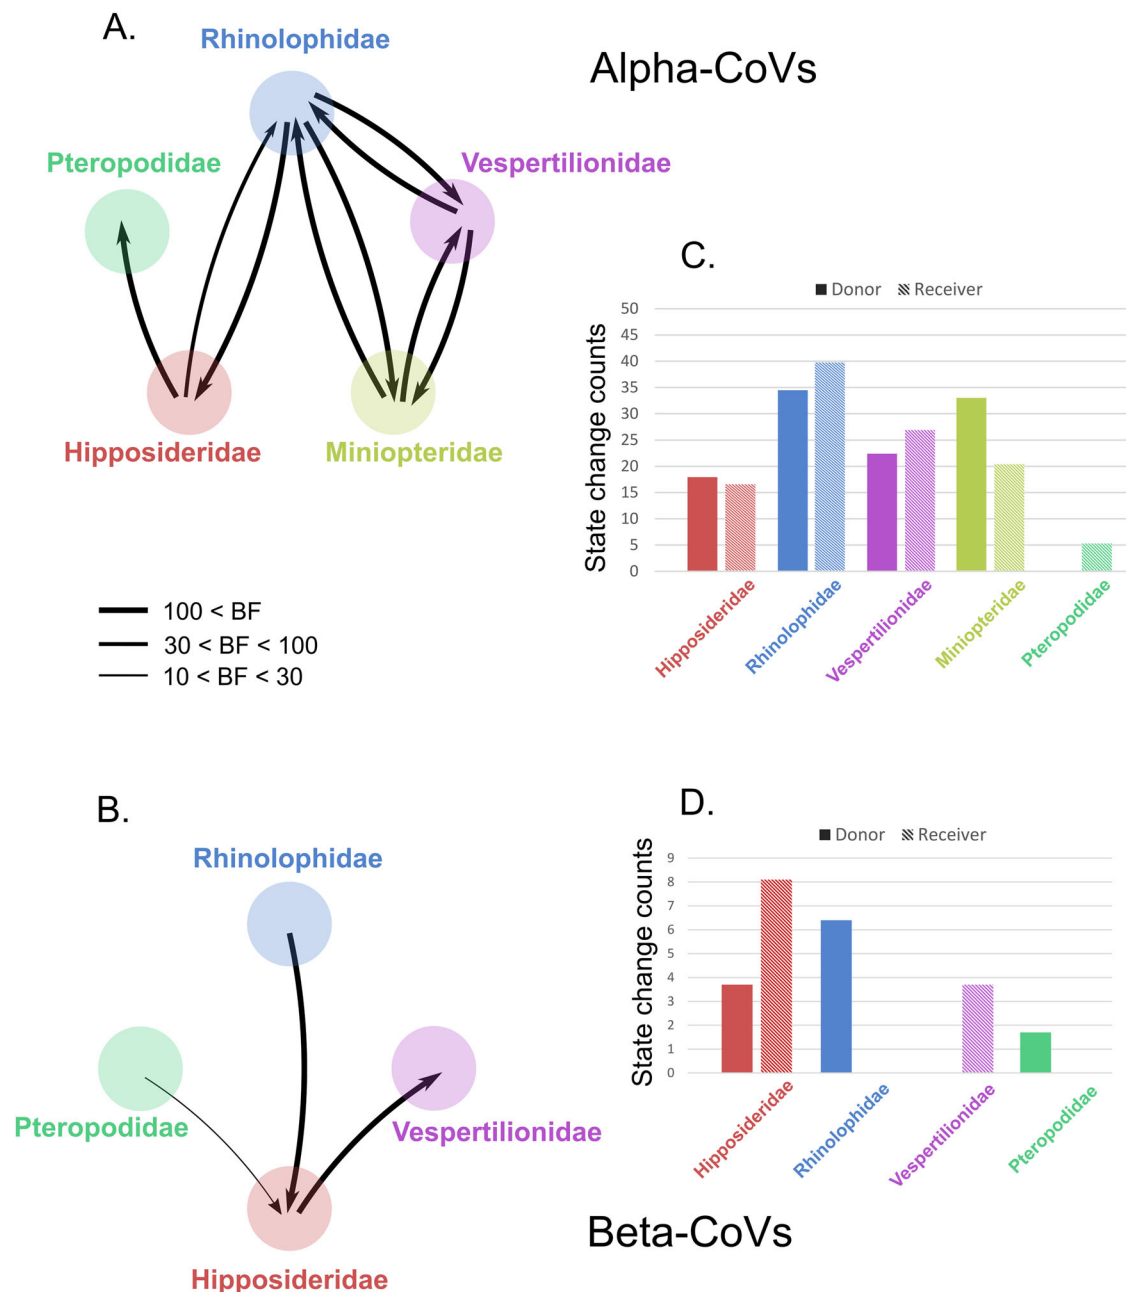 A.
Rhinolophidae
Alpha-CoVs
Pteropodidae
Vespertilionidae
Hipposideridae
Miniopteridae
100 < BF
30 < BF < 100
10 < BF < 30
C.
Donor Receiver
State change counts
50
45
40
35
30
25
20
15
10
5
0
Hipposideridae
Rhinolophidae
Vespertilionidae
Miniopteridae
Pteropodidae
B.
Rhinolophidae
Pteropodidae
Vespertilionidae
Hipposideridae
D.
Donor Receiver
State change counts
9
8
7
6
5
4
3
2
1
0
Hipposideridae
Rhinolophidae
Vespertilionidae
Pteropodidae
Beta-CoVs